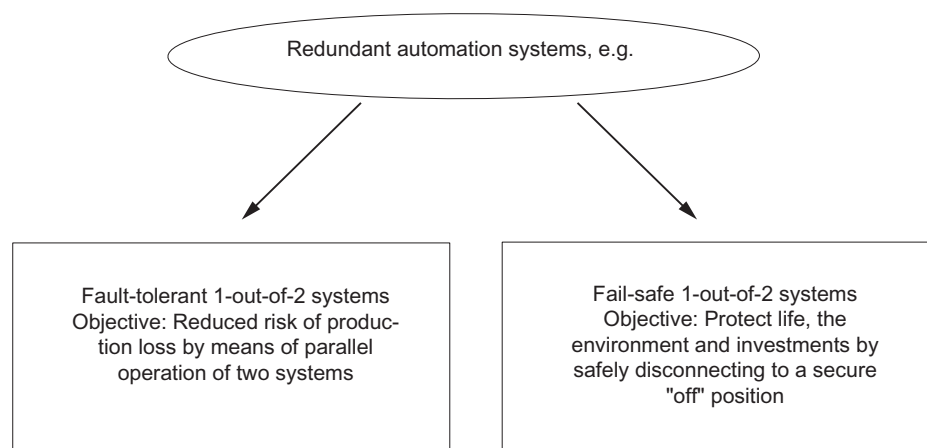 Redundant automation systems, e.g.
Fault-tolerant 1-out-of-2 systems
Objective: Reduced risk of produc-
tion loss by means of parallel
operation of two systems
Fail-safe 1-out-of-2 systems
Objective: Protect life, the
environment and investments by
safely disconnecting to a secure
"off" position